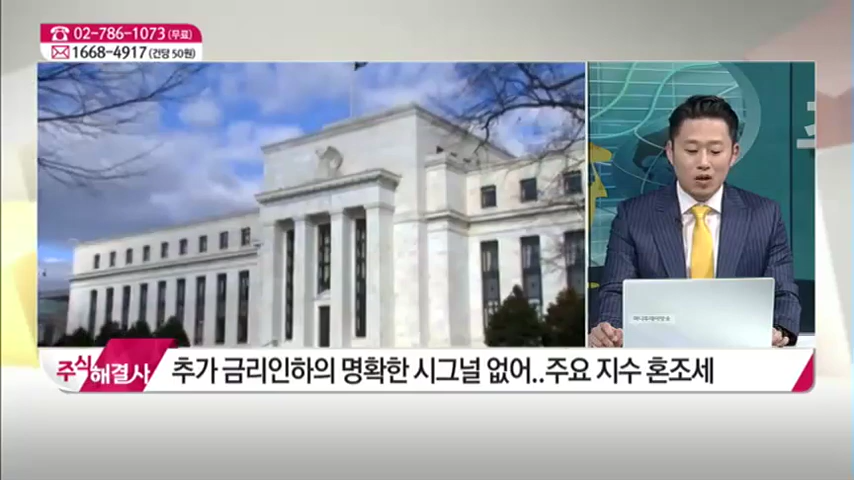 02-786-1073 (무료)
1668-4917 (건당 50원)
주식
해결사
추가 금리인하의 명확한 시그널 없어..주요 지수 혼조세